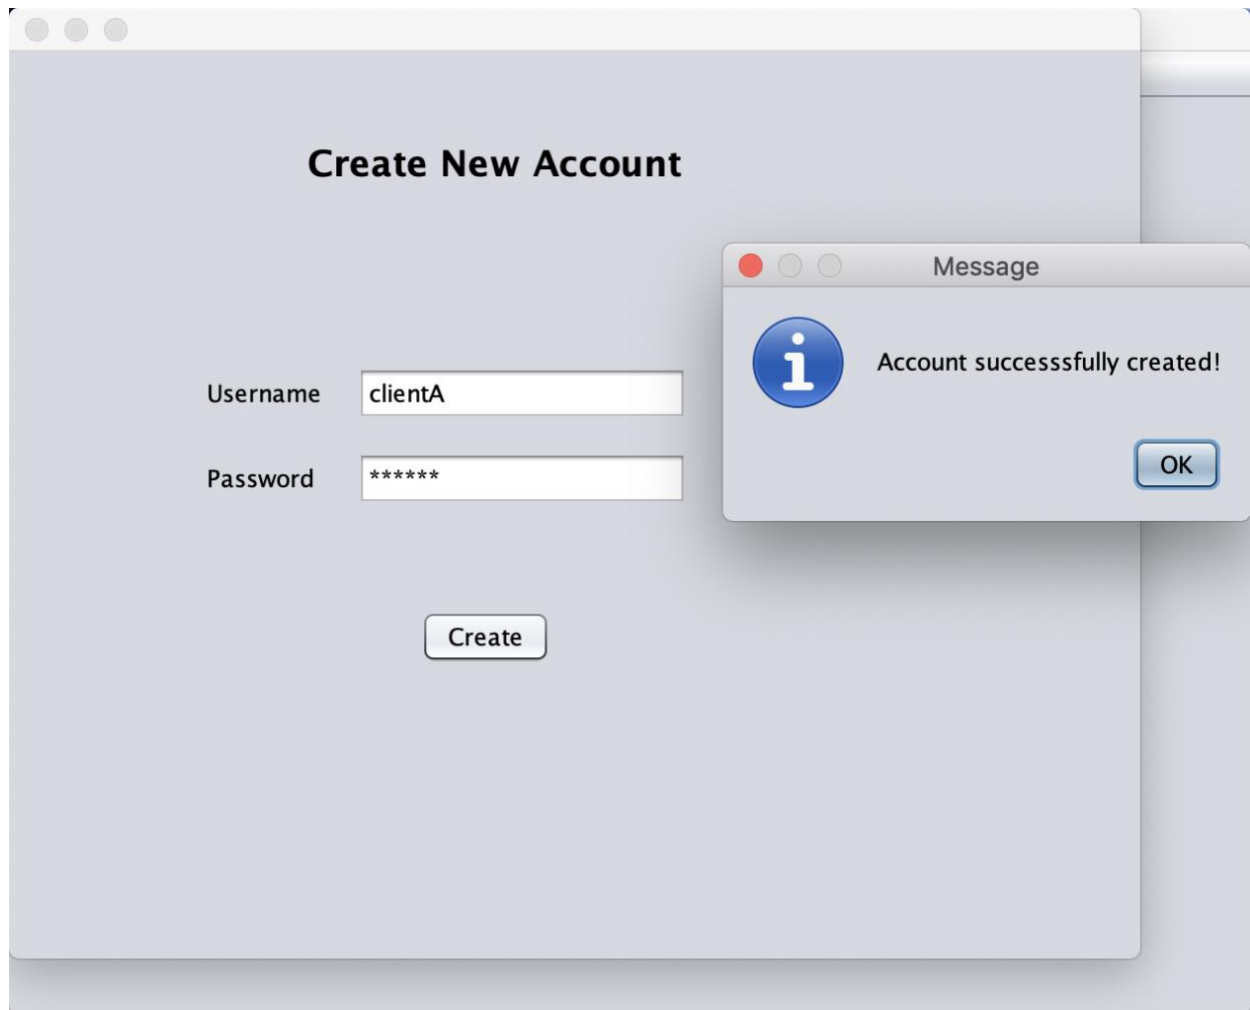 Create New Account
Message
Account successsfully created!
Username clientA
Password ******
OK
Create